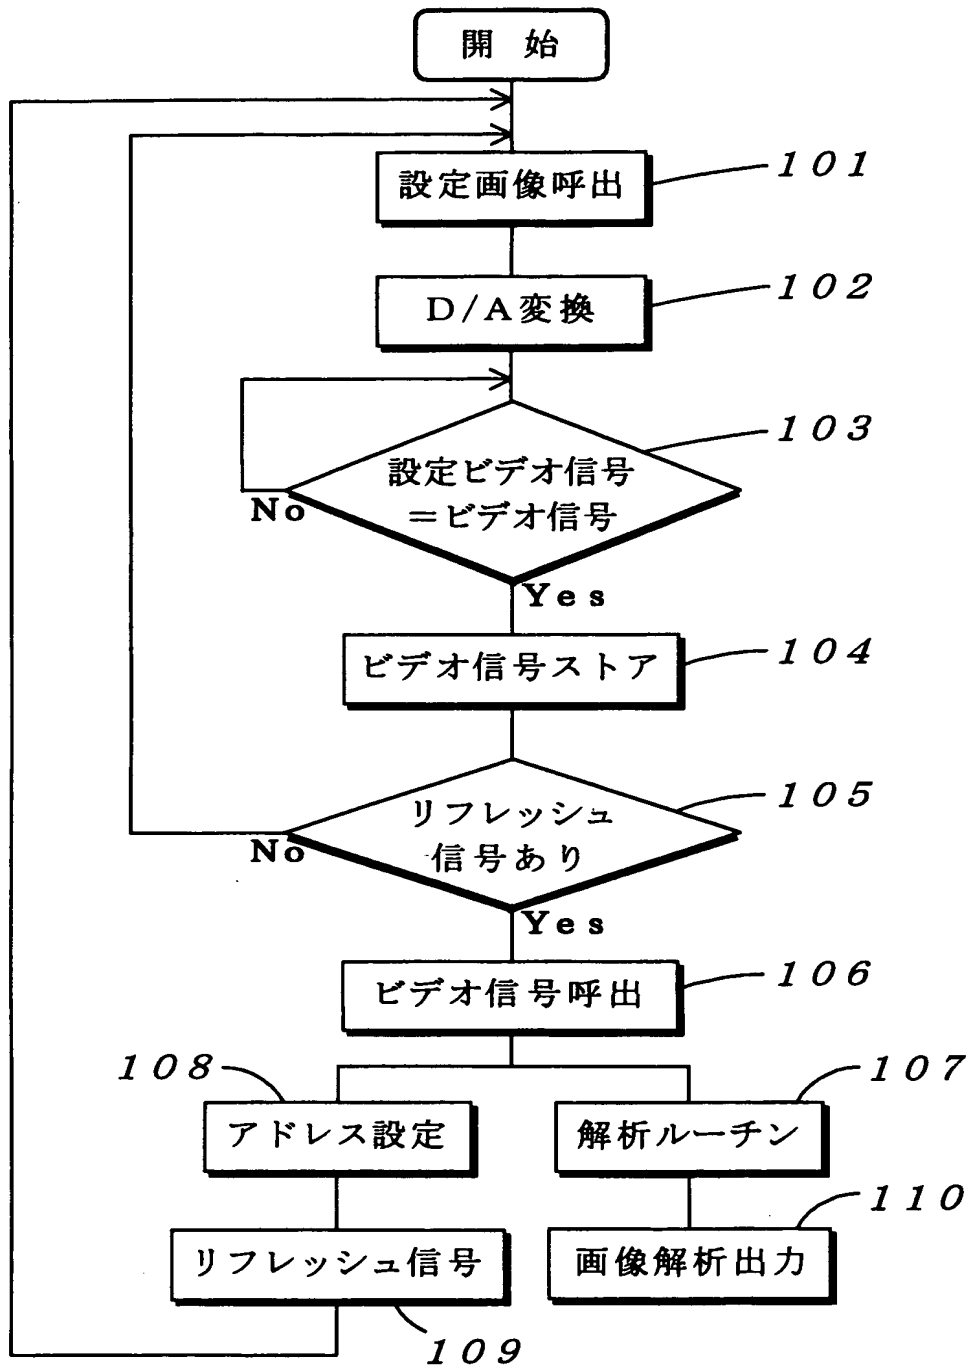 開始
設定画像呼出
101
D/A変換
102
103
設定ビデオ信号
=ビデオ信号
No
Yes
ビデオ信号ストア
104
リフレッシュ
信号あり
105
No
Yes
ビデオ信号呼出
106
108
107
アドレス設定
解析ルーチン
110
リフレッシュ信号
画像解析出力
109